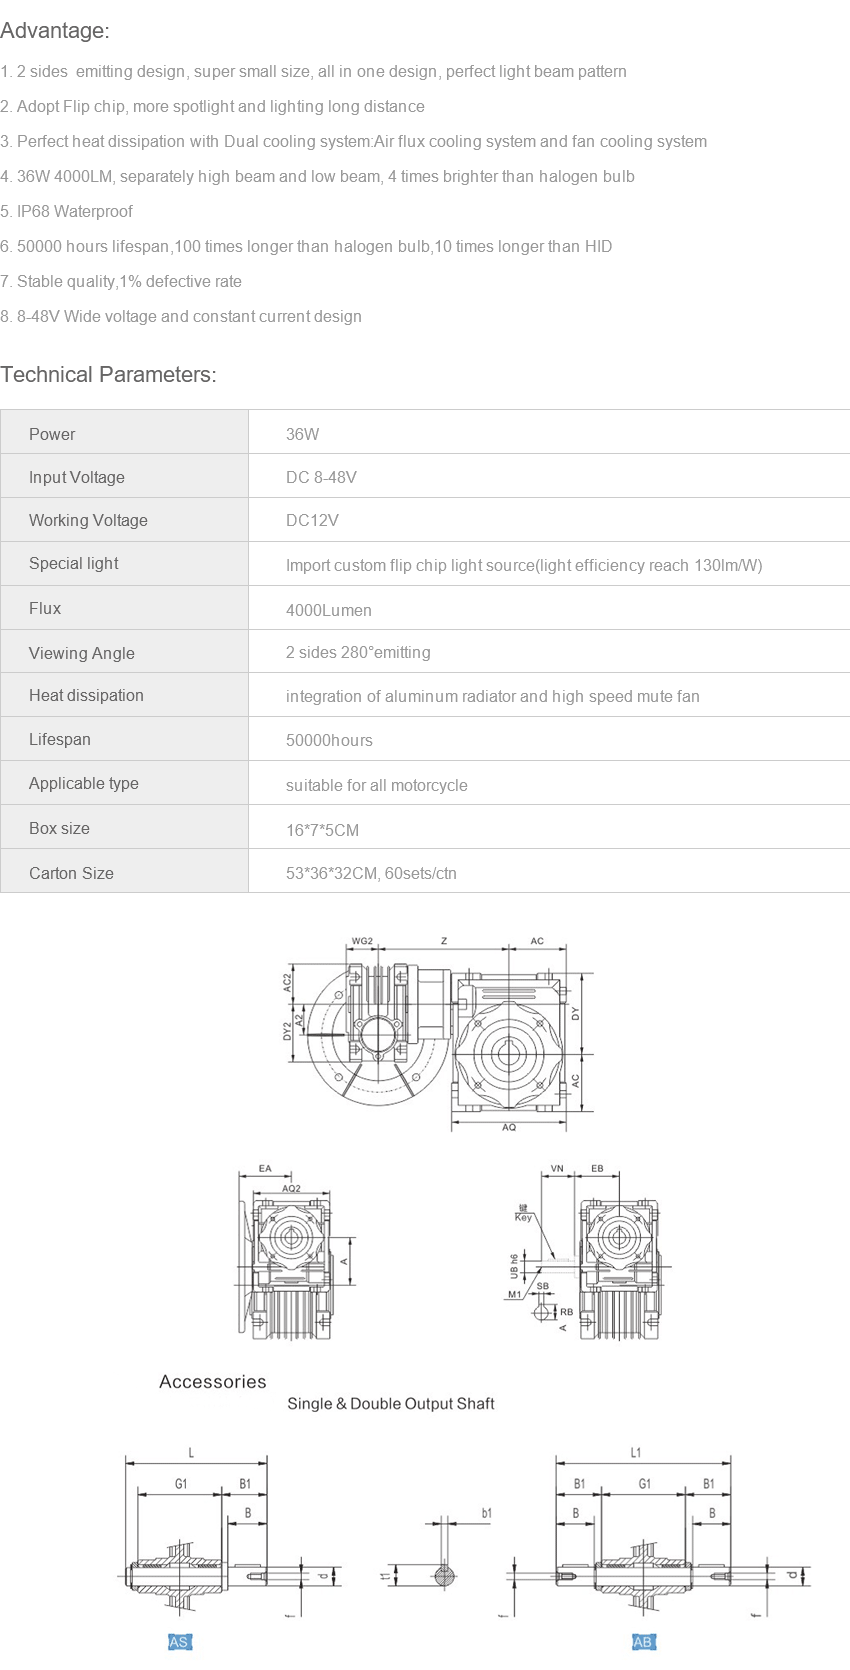 Advantage:
1. 2 sides emitting design, super small size, all in one design, perfect light beam pattern
2. Adopt Flip chip, more spotlight and lighting long distance
3. Perfect heat dissipation with Dual cooling system:Air flux cooling system and fan cooling system
4. 36W 4000LM, separately high beam and low beam, 4 times brighter than halogen bulb
5. IP68 Waterproof
6. 50000 hours lifespan,100 times longer than halogen bulb,10 times longer than HID
7. Stable quality,1% defective rate
8. 8-48V Wide voltage and constant current design
Technical Parameters:
Power 36W
Input Voltage DC 8-48V
Working Voltage DC12V
Special light Import custom flip chip light source(light efficiency reach 130lm/W)
Flux 4000Lumen
Viewing Angle 2 sides 280°emitting
Heat dissipation integration of aluminum radiator and high speed mute fan
Lifespan 50000hours
Applicable type suitable for all motorcycle
Box size 16*7*5CM
Carton Size 53*36*32CM, 60sets/ctn
WG2 Z AC
AC2
DY2
A2
DY
AC
AQ
EA
AQ2
A
VN EB
键
Key
UB h6
M1
SB
RB
A
Accessories
Single & Double Output Shaft
L
G1 B1
B
d
f
AS
b1
t1
L1
B1 G1 B1
B B
d
f f
AB